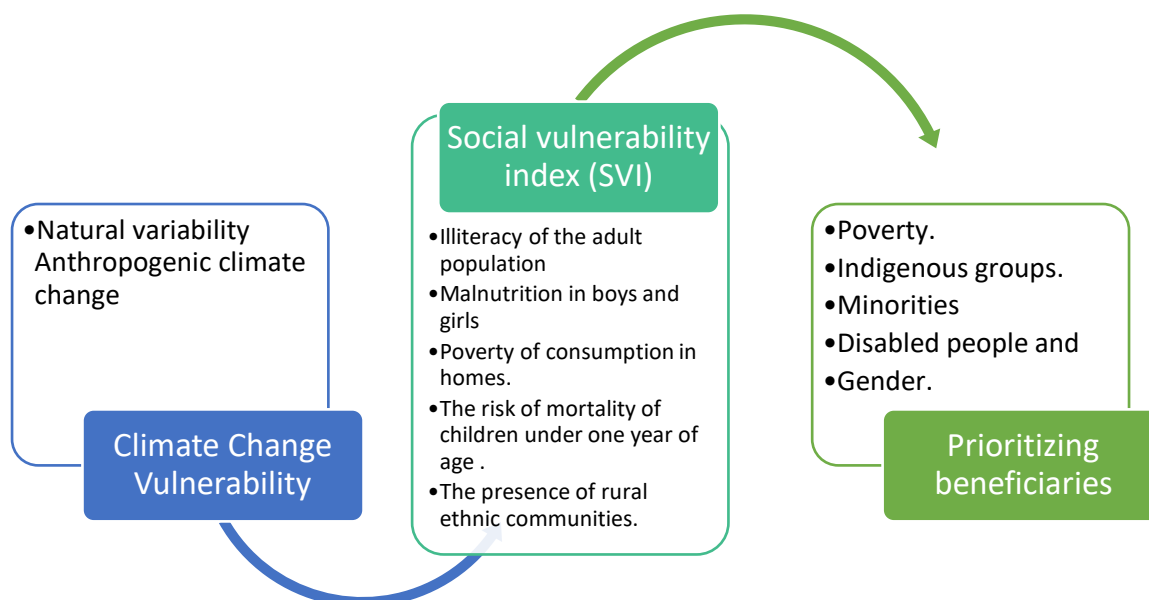 •Natural variability
Anthropogenic climate
change
Climate Change
Vulnerability
Social vulnerability
index (SVI)
•Illiteracy of the adult
population
•Malnutrition in boys and
girls
•Poverty of consumption in
homes.
•The risk of mortality of
children under one year of
age .
•The presence of rural
ethnic communities.
•Poverty.
•Indigenous groups.
•Minorities
•Disabled people and
•Gender.
Prioritizing
beneficiaries